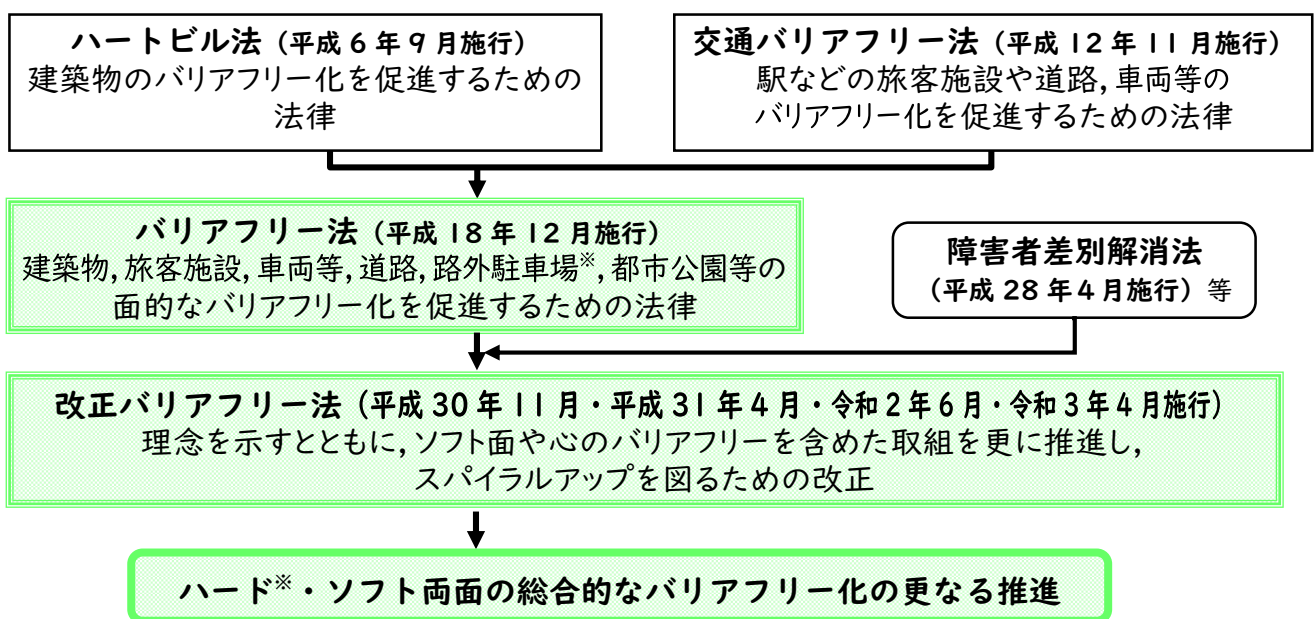 ハートビル法（平成6年9月施行）
建築物のバリアフリー化を促進するための
法律
交通バリアフリー法（平成12年11月施行）
駅などの旅客施設や道路,車両等の
バリアフリー化を促進するための法律
バリアフリー法（平成18年12月施行）
建築物,旅客施設,車両等,道路,路外駐車場※,都市公園等の
面的なバリアフリー化を促進するための法律
障害者差別解消法
（平成28年4月施行）等
改正バリアフリー法（平成30年11月・平成31年4月・令和2年6月・令和3年4月施行）
理念を示すとともに,ソフト面や心のバリアフリーを含めた取組を更に推進し,
スパイラルアップを図るための改正
ハード※・ソフト両面の総合的なバリアフリー化の更なる推進